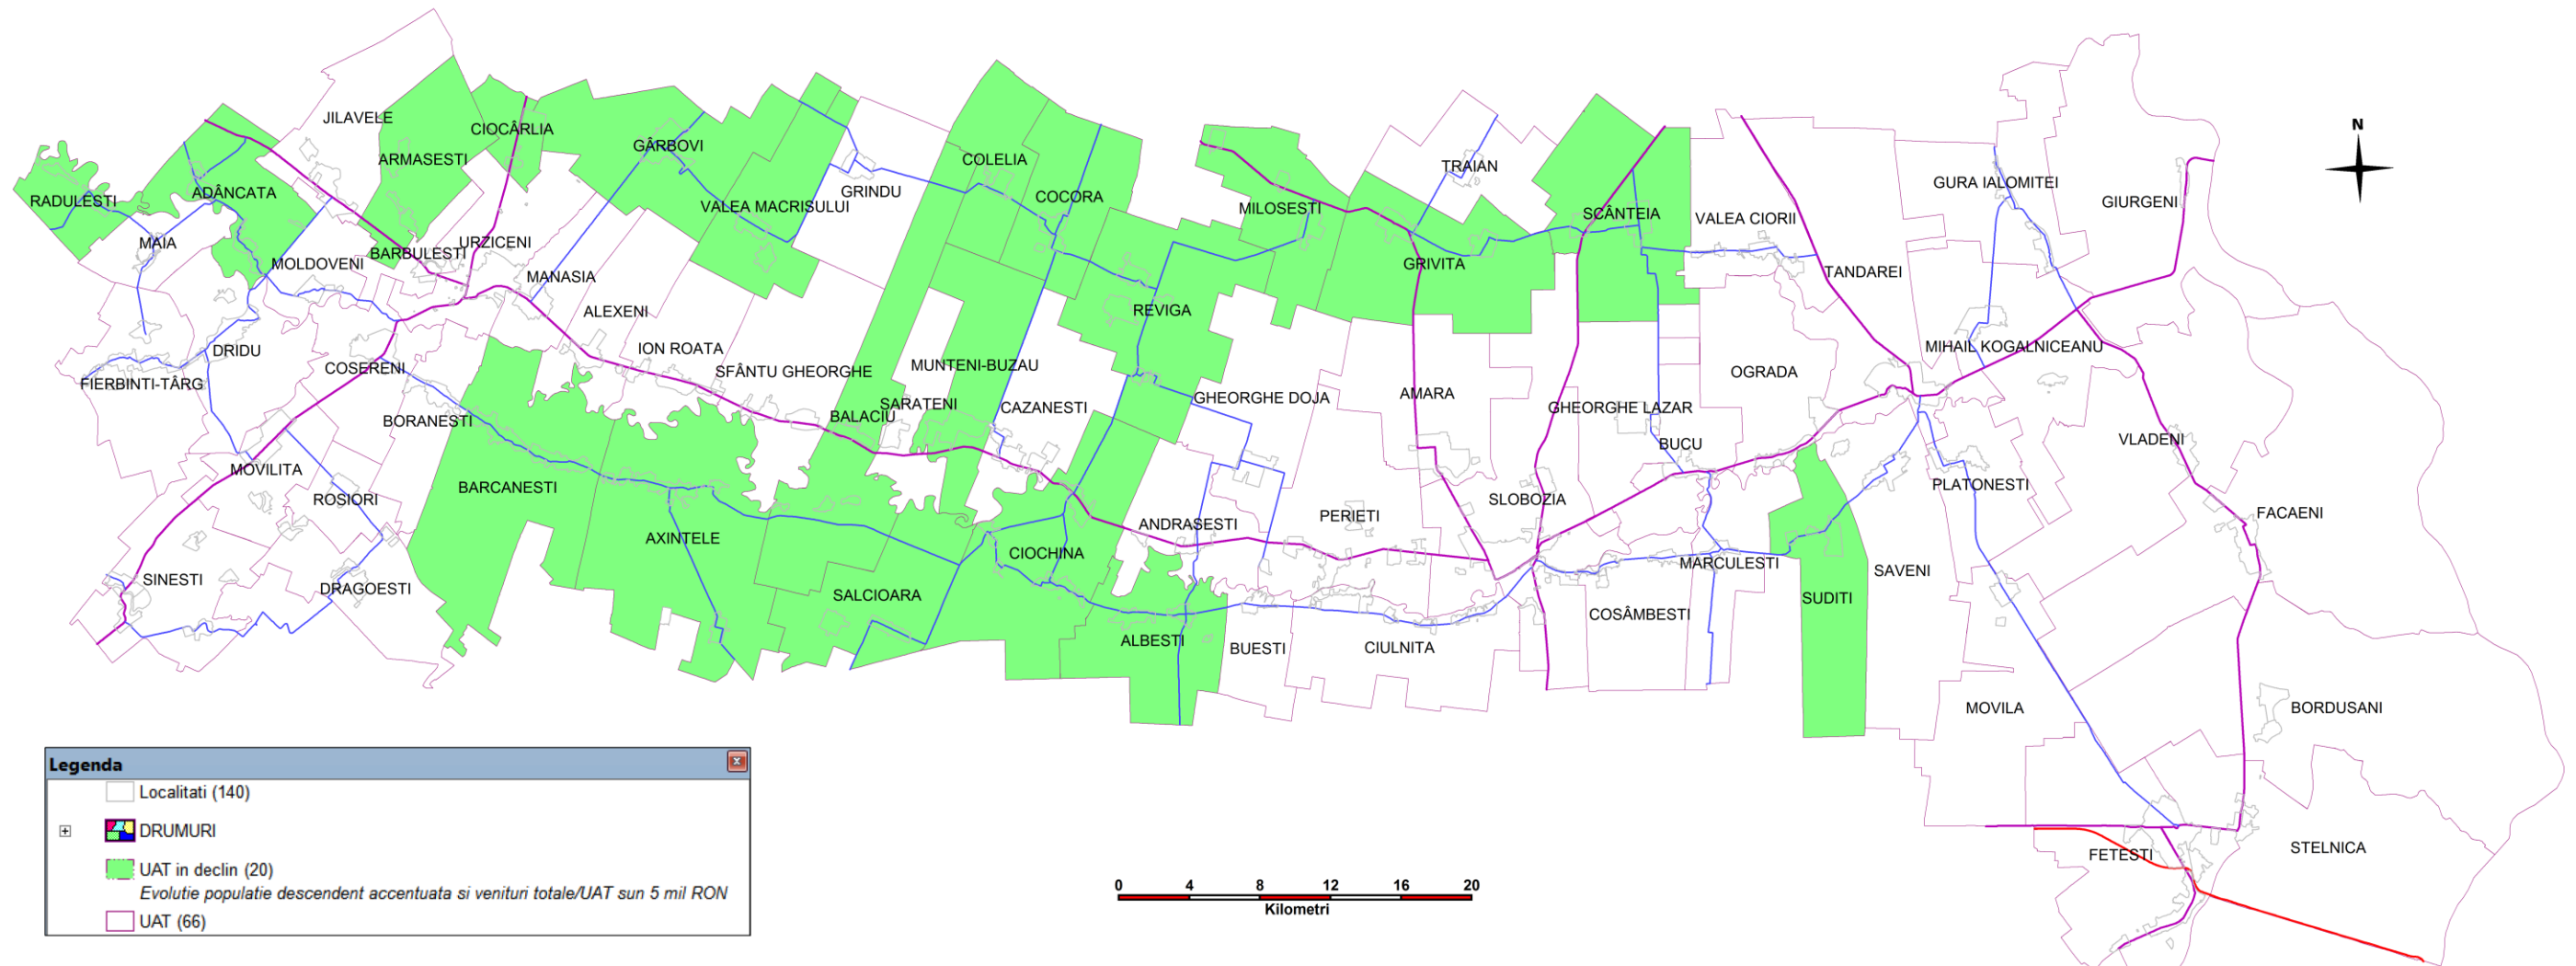 JILAVELE
CIOCÂRLIA
ARMASESTI
GÂRBOVI
COLELIA
TRAIAN
N
RADULESTI
ADÂNCATA
VALEA MACRISULUI
GRINDU
COCORA
MILOSESTI
SCÂNTEIA
VALEA CIORII
GURA IALOMITEI
GIURGENI
MAIA
MOLDOVENI
BARBULESTI
URZICENI
MANASIA
GRIVITA
TANDAREI
ALEXENI
REVIGA
DRIDU
ION ROATA
MIHAIL KOGALNICEANU
FIERBINTI-TÂRG
COSERENI
SFÂNTU GHEORGHE
MUNTENI-BUZAU
OGRADA
BORANESTI
BALACIU
SARATENI
CAZANESTI
GHEORGHE DOJA
AMARA
GHEORGHE LAZAR
BUCU
VLADENI
MOVILITA
ROSIORI
BARCANESTI
SLOBOZIA
PLATONESTI
AXINTELE
ANDRASESTI
PERIETI
FACAENI
SINESTI
DRAGOESTI
SALCIOARA
CIOCHINA
MARCULESTI
SAVENI
ALBESTI
BUESTI
CIULNITA
COSÂMBESTI
SUDITI
MOVILA
BORDUSANI
FETESTI
STELNICA
Legenda
Localitati (140)
DRUMURI
UAT in declin (20)
Evolutie populatie descendent accentuata si venituri totale/UAT sun 5 mil RON
UAT (66)
0 4 8 12 16 20
Kilometri